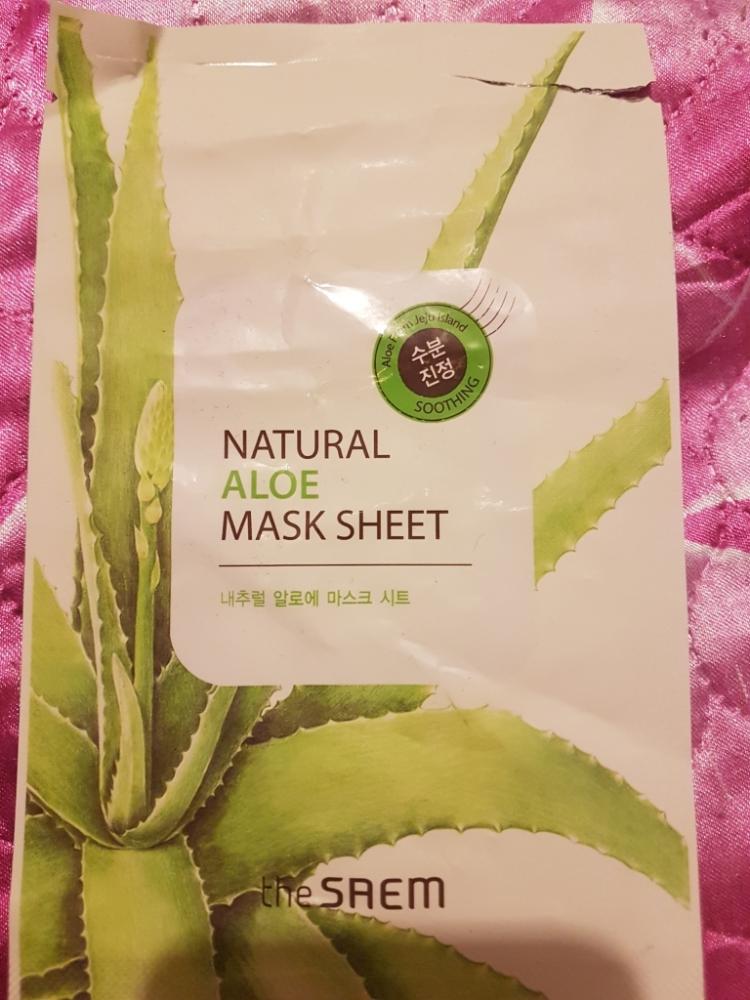 Aloe From Jeju Island
수분
진정
SOOTHING
NATURAL
ALOE
MASK SHEET
내추럴 알로에 마스크 시트
the SAEM